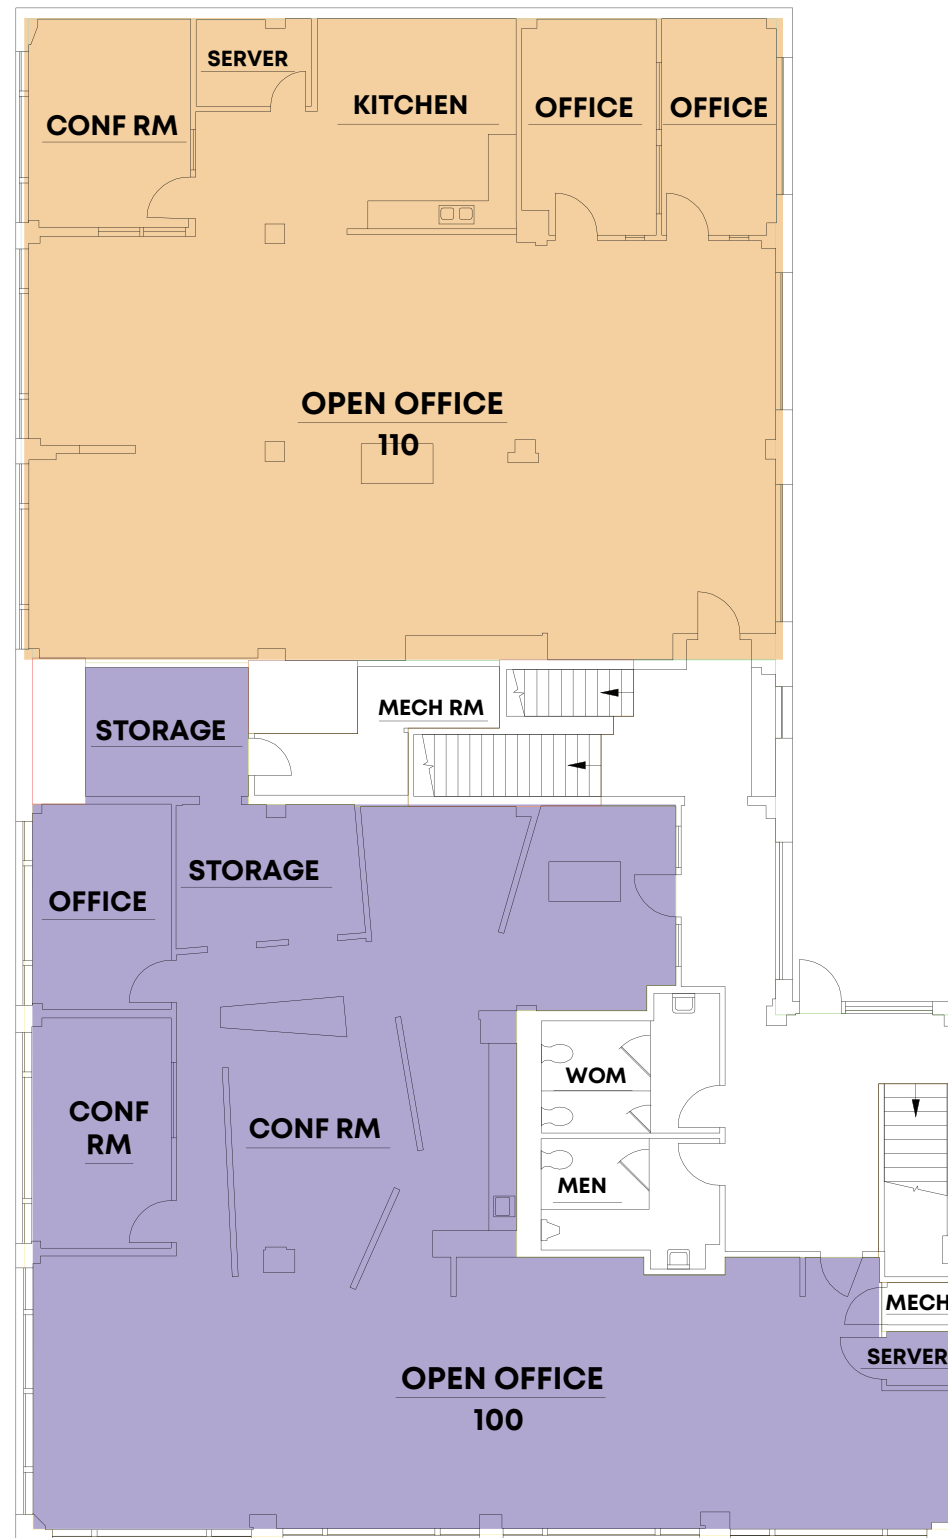 SERVER
CONF RM
KITCHEN
OFFICE
OFFICE
OPEN OFFICE
110
MECH RM
STORAGE
STORAGE
OFFICE
WOM
CONF
RM
CONF RM
MEN
MECH
SERVER
OPEN OFFICE
100